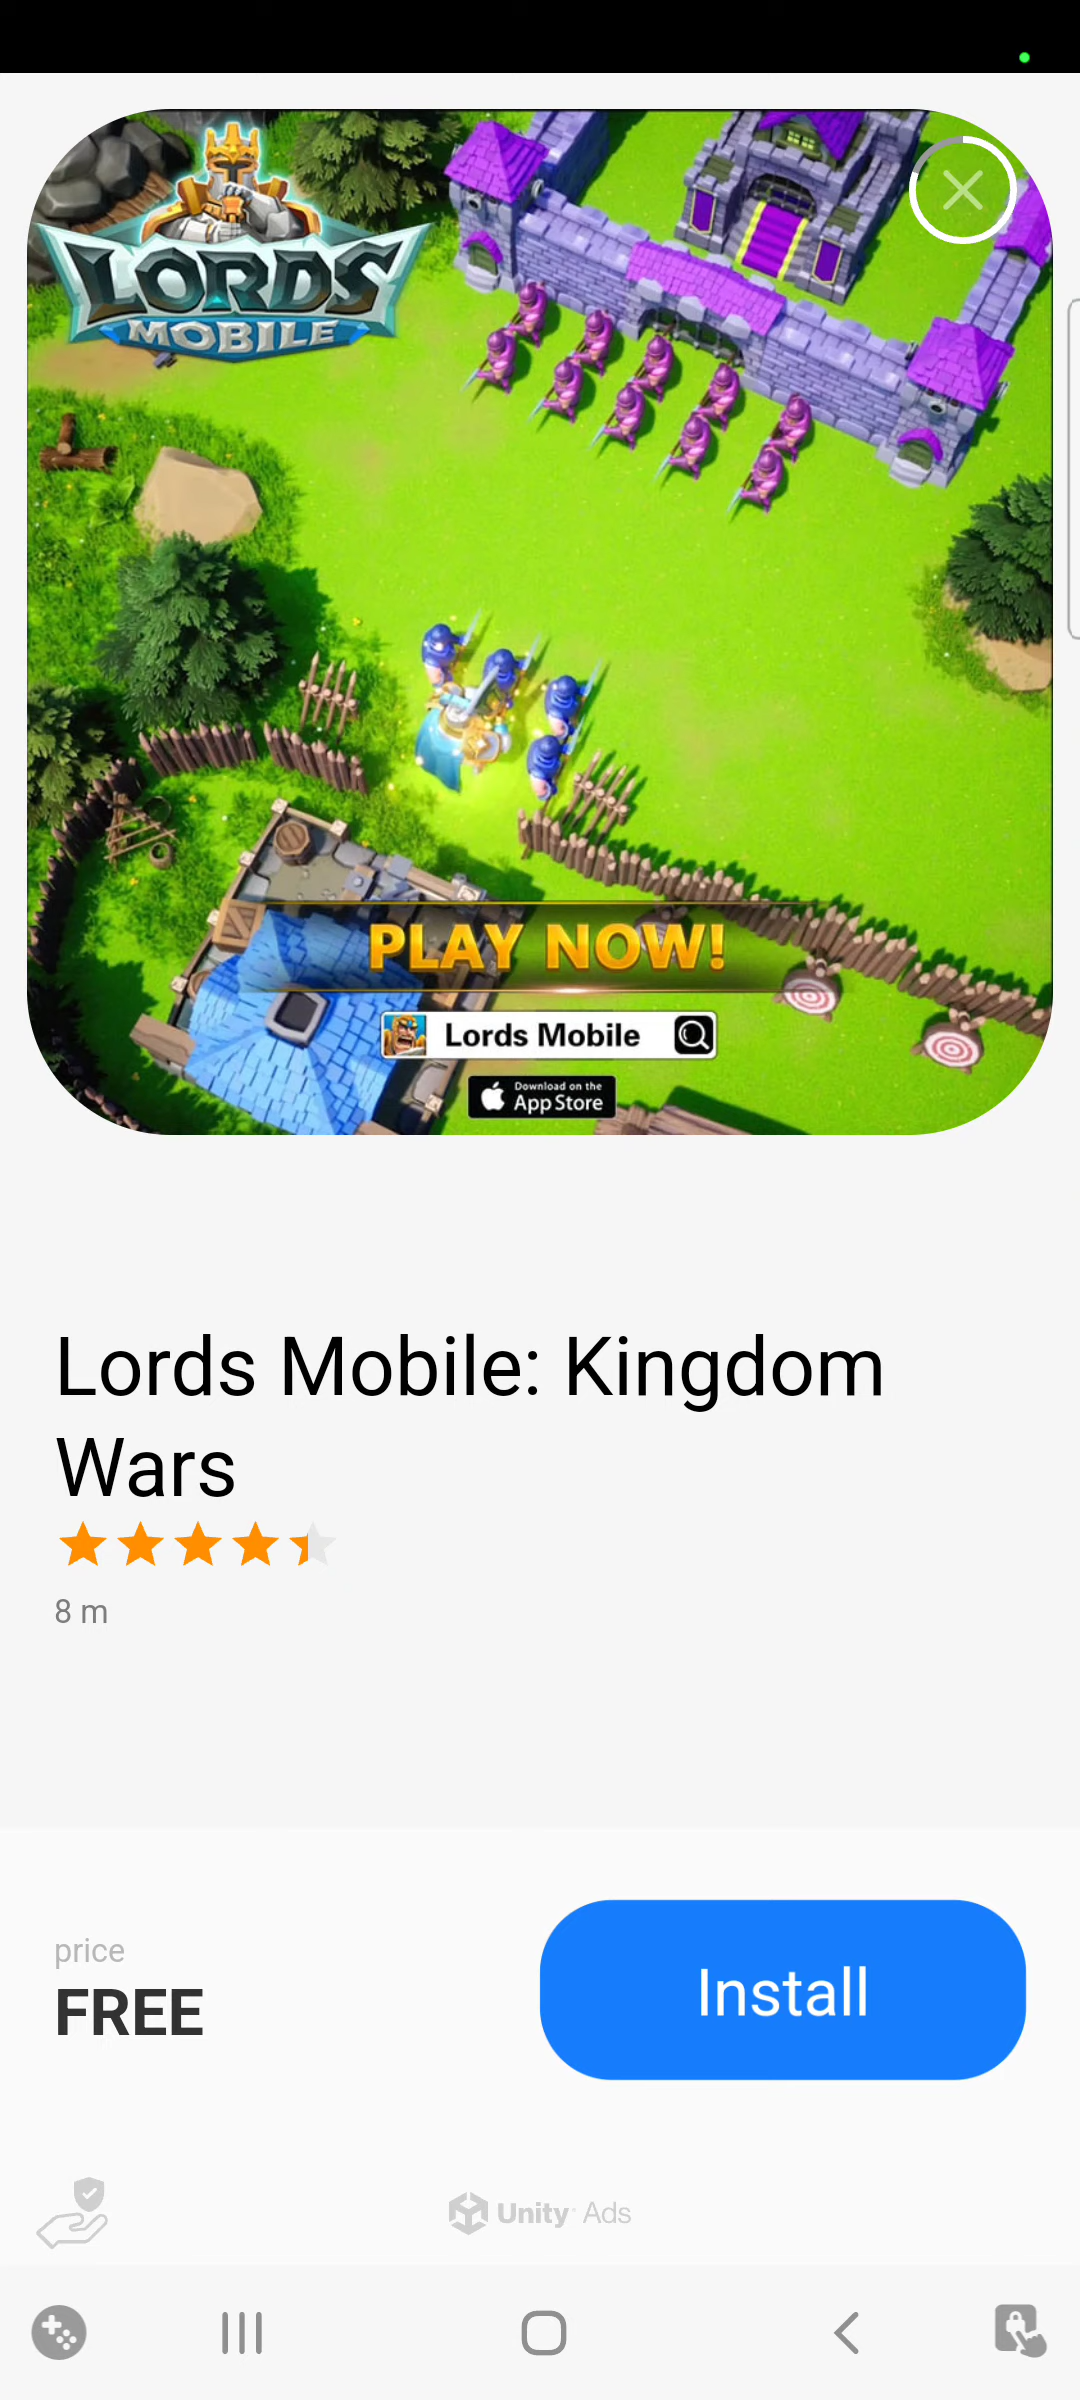 LORDS
MOBILE
PLAY NOW!
Lords Mobile
Download on the
App Store
Lords Mobile: Kingdom
Wars
8 m
price
FREE
Install
Unity Ads